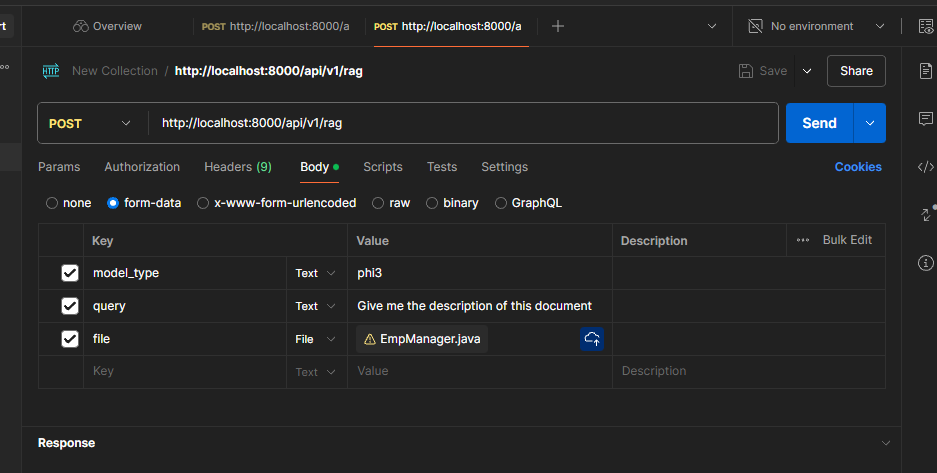 rt
Overview
POST http://localhost:8000/a
POST http://localhost:8000/a
No environment
HTTP New Collection / http://localhost:8000/api/v1/rag
Save
Share
POST
http://localhost:8000/api/v1/rag
Send
Params Authorization Headers (9) Body Scripts Tests Settings Cookies
none form-data x-www-form-urlencoded raw binary GraphQL
Key Value Description ••• Bulk Edit
model_type Text phi3
query Text Give me the description of this document
file File EmpManager.java
Key Text Value Description
Response